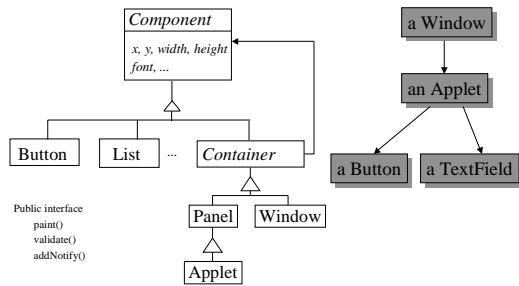 Component
x, y, width, height
font, ...
Button
List
...
Container
Panel
Window
Applet
Public interface
paint()
validate()
addNotify()
a Window
an Applet
a Button
a TextField